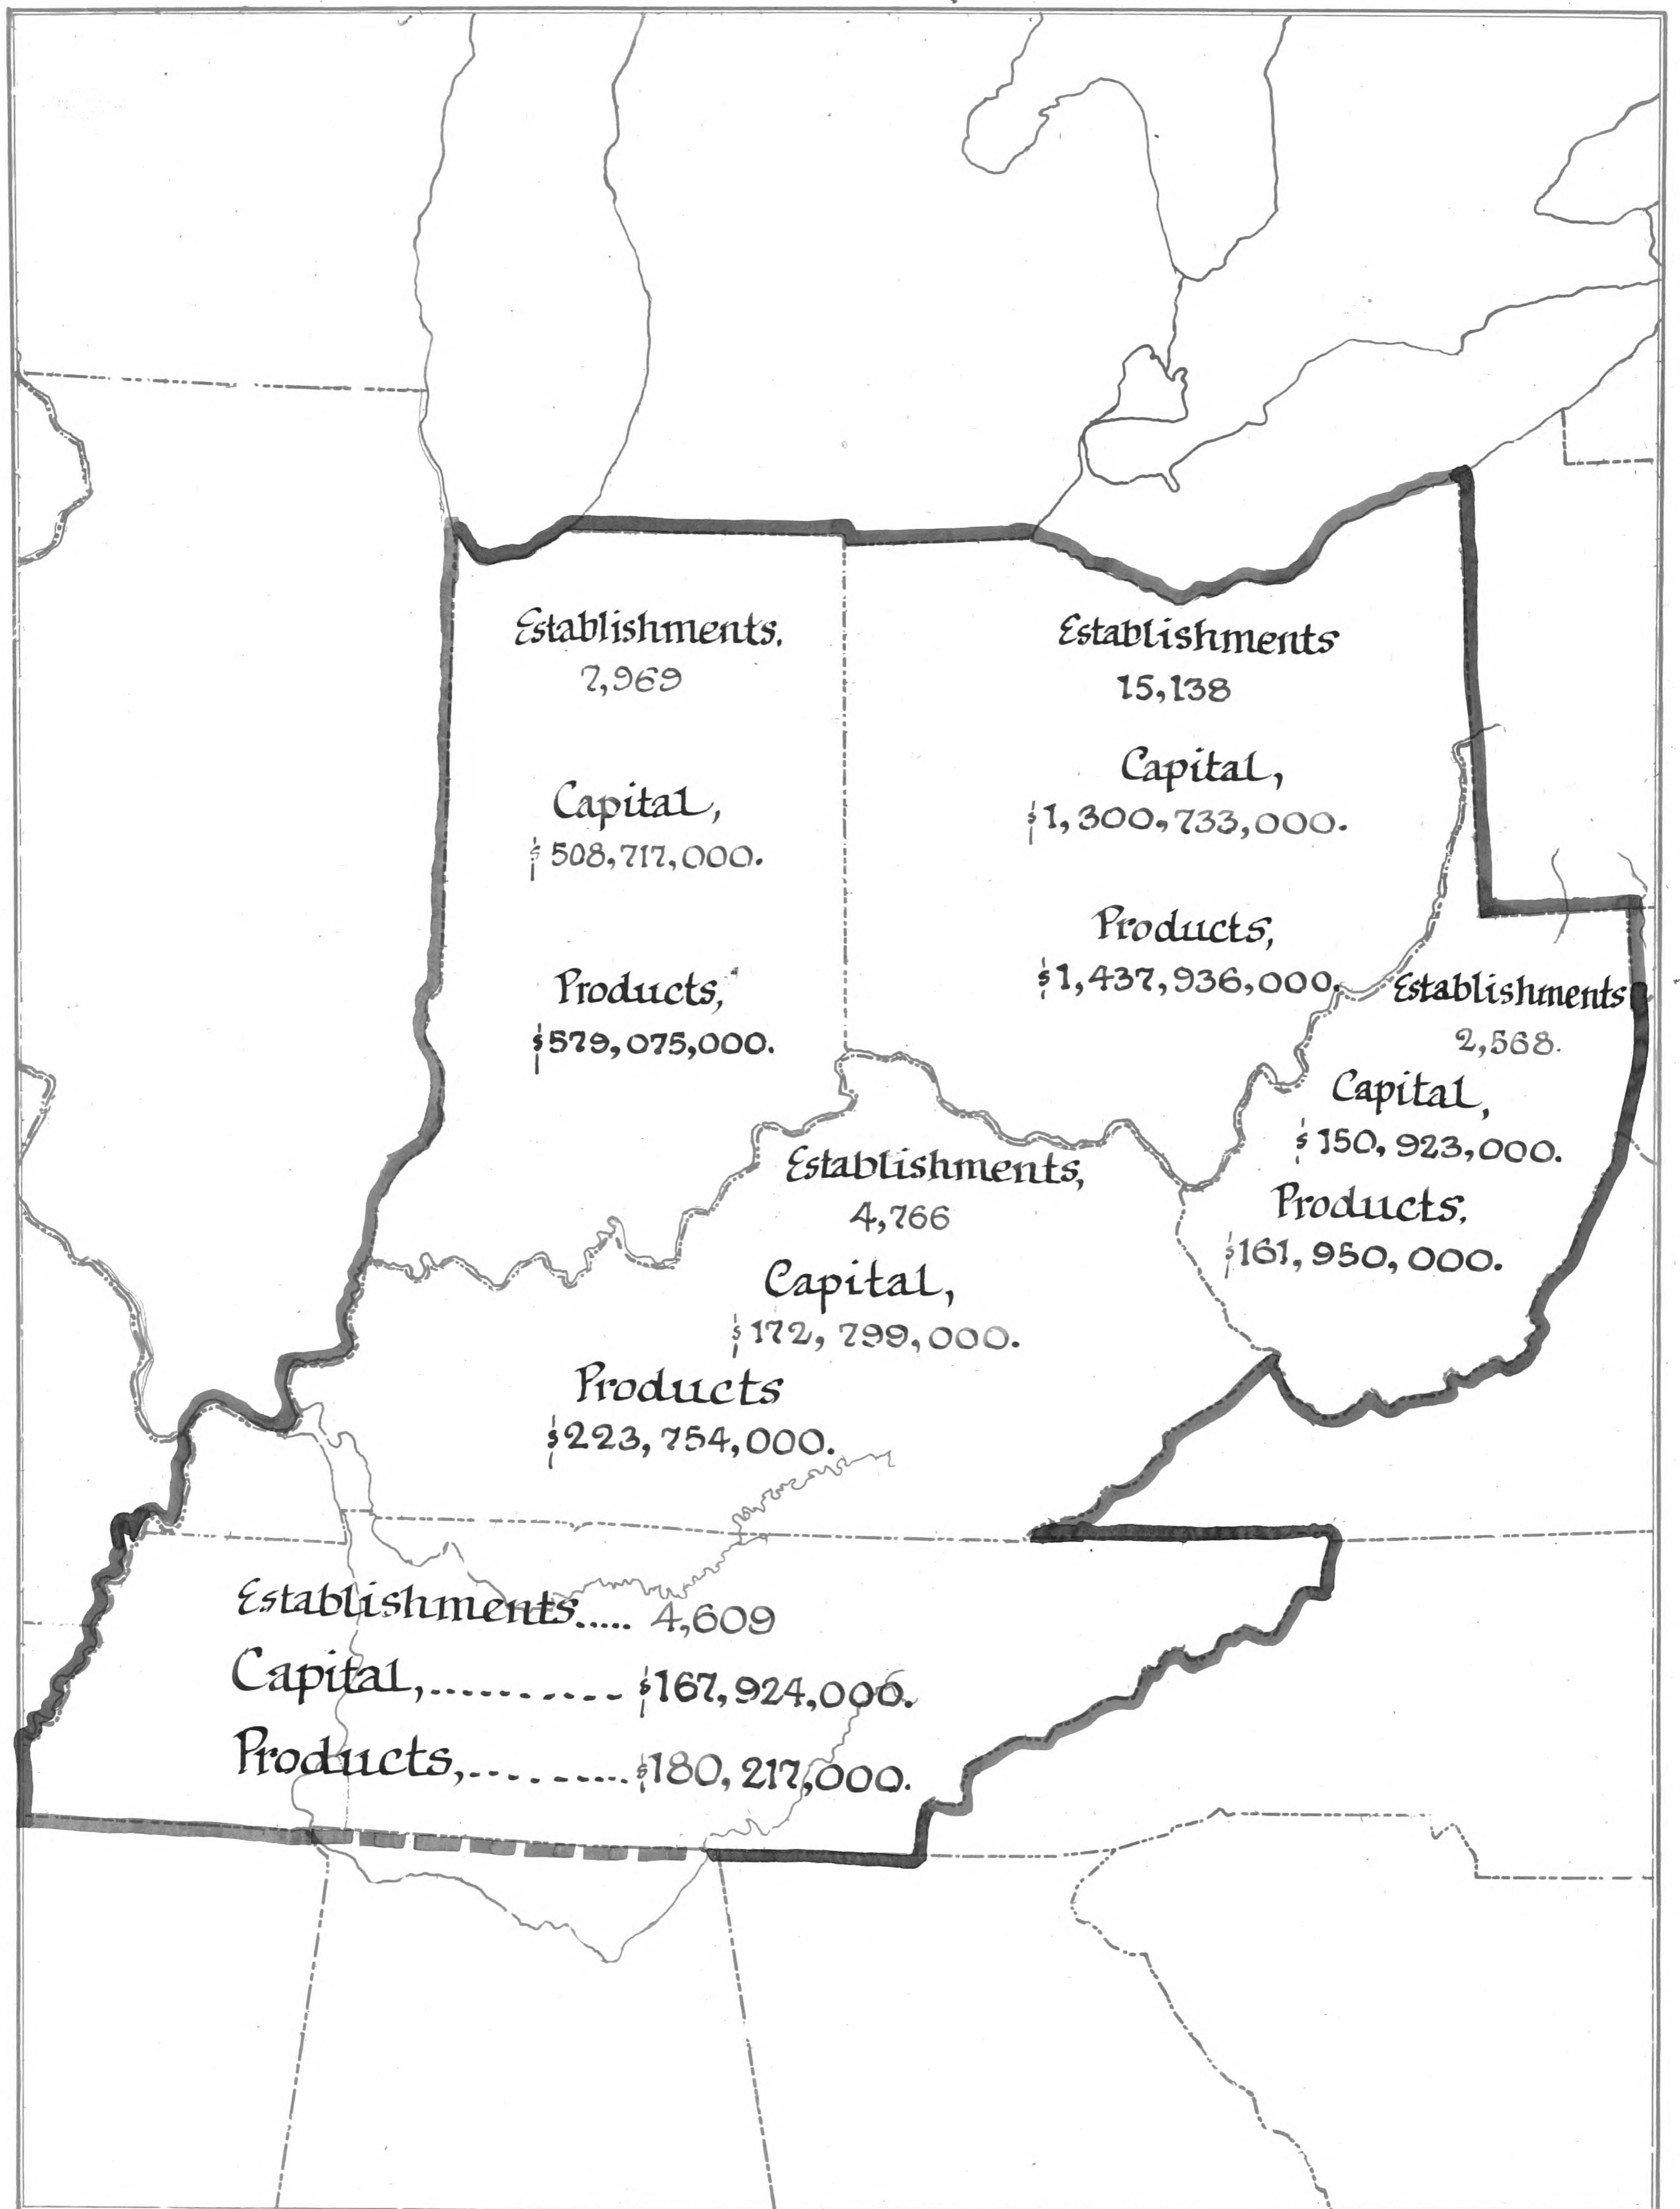 Establishments.
7,969
Capital,
$508,717,000.
Products,
$579,075,000.
Establishments
15,138
Capital,
$1,300,733,000.
Products,
$1,437,936,000.
Establishments
2,568.
Capital,
$150,923,000.
Products.
$161,950,000.
Establishments,
4,766
Capital,
$172,799,000.
Products
$223,754,000.
Establishments..... 4,609
Capital,.......... $167,924,000.
Products,......... $180,217,000.